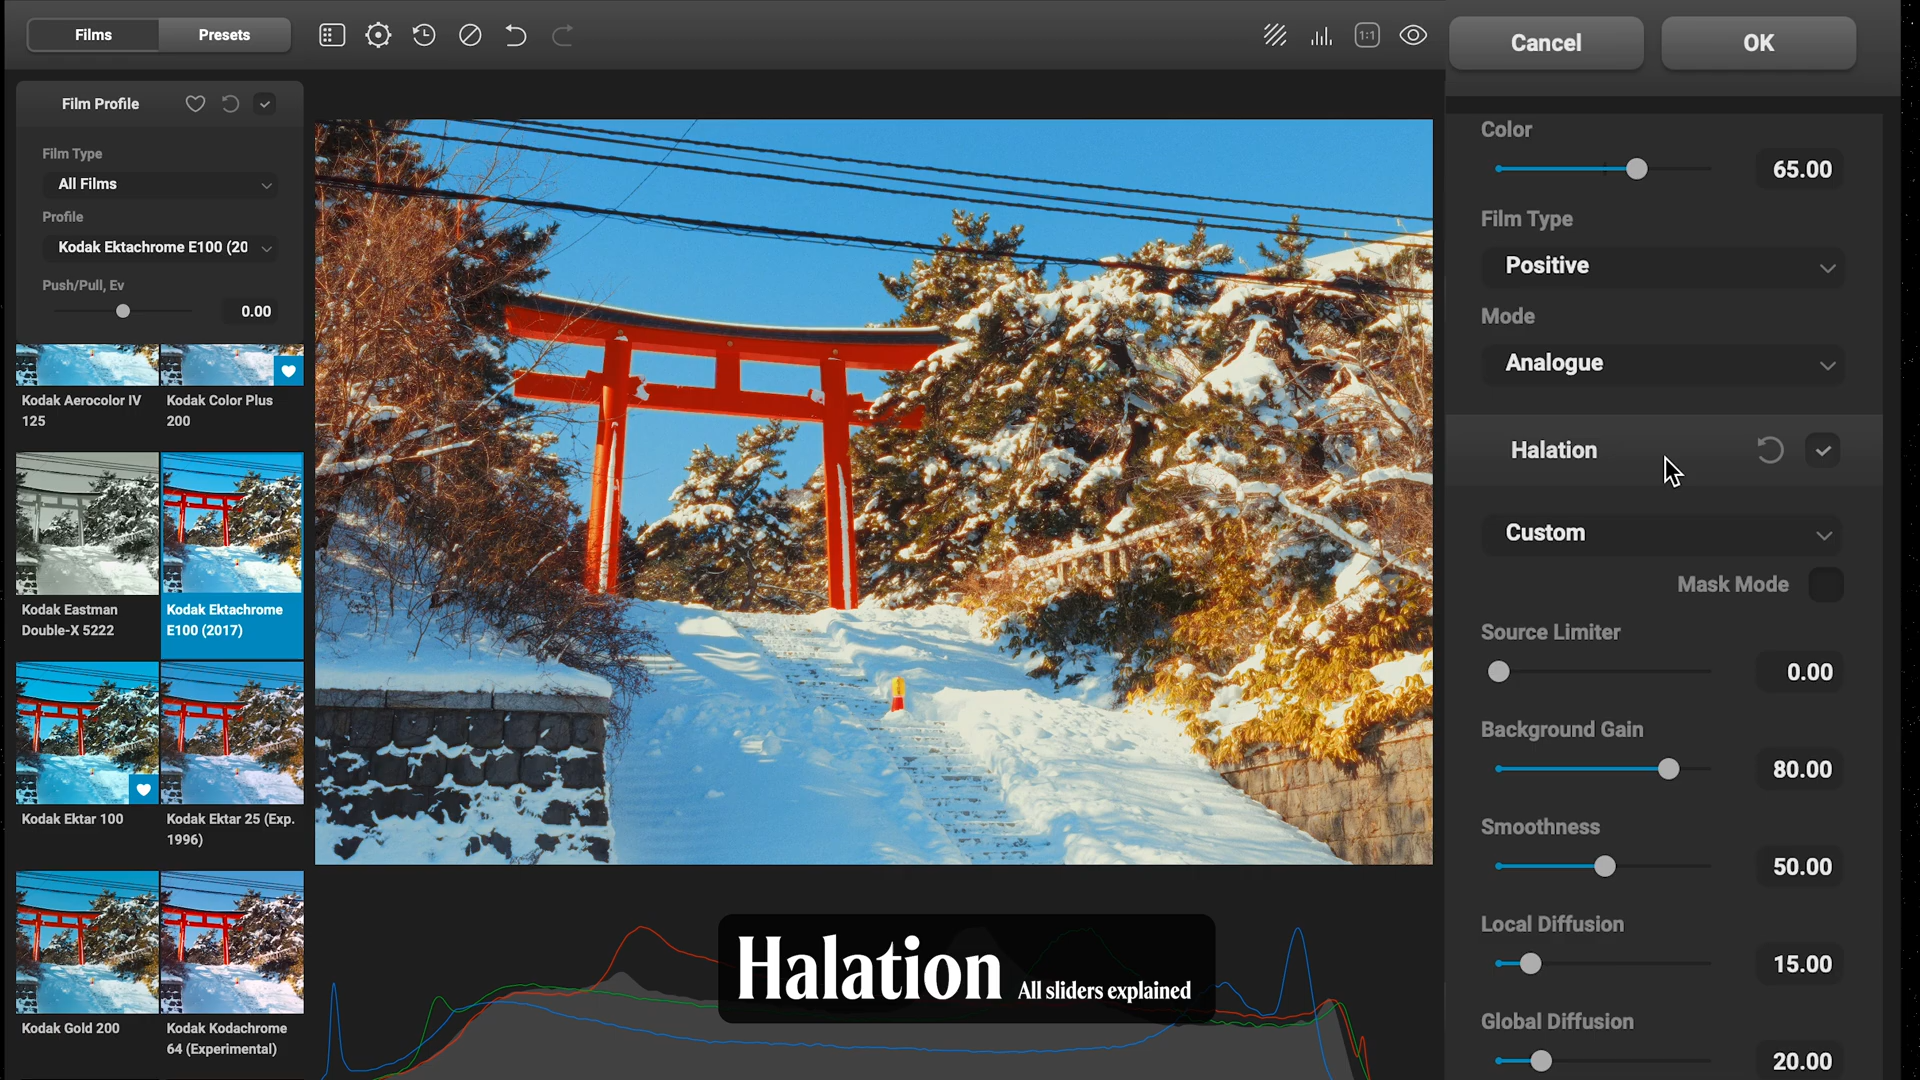 Films
Presets
1:1
Cancel
OK
Film Profile
Film Type
All Films
Profile
Kodak Ektachrome E100 (20
Push/Pull, Ev
0.00
Kodak Aerocolor IV
125
Kodak Color Plus
200
Kodak Eastman
Double-X 5222
Kodak Ektachrome
E100 (2017)
Kodak Ektar 100
Kodak Ektar 25 (Exp.
1996)
Kodak Gold 200
Kodak Kodachrome
64 (Experimental)
Halation All sliders explained
Color
65.00
Film Type
Positive
Mode
Analogue
Halation
Custom
Mask Mode
Source Limiter
0.00
Background Gain
80.00
Smoothness
50.00
Local Diffusion
15.00
Global Diffusion
20.00